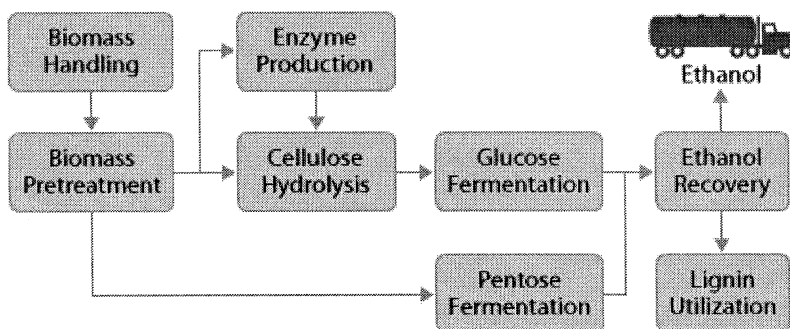 Biomass
Handling
Enzyme
Production
Ethanol
Biomass
Pretreatment
Cellulose
Hydrolysis
Glucose
Fermentation
Ethanol
Recovery
Pentose
Fermentation
Lignin
Utilization